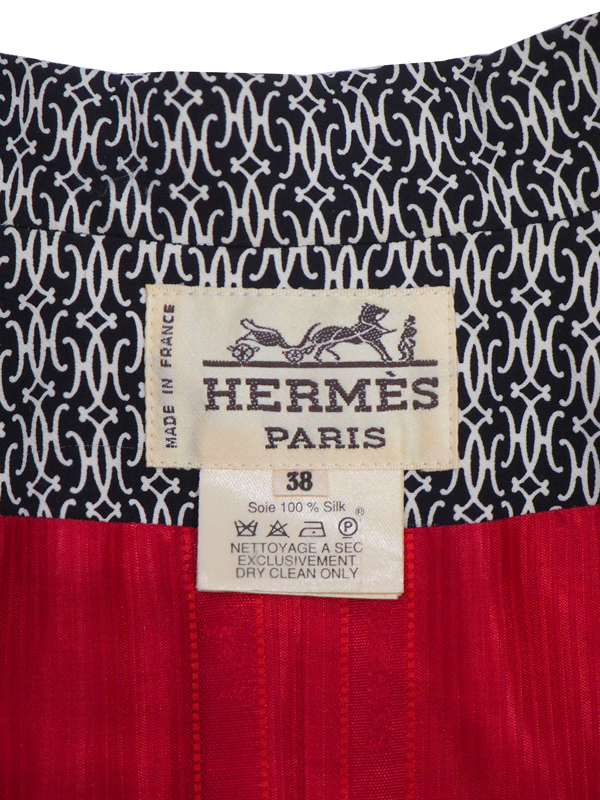 MADE IN FRANCE
HERMÈS
PARIS
38
Soie 100 % Silk ®
P
NETTOYAGE A SEC
EXCLUSIVEMENT
DRY CLEAN ONLY